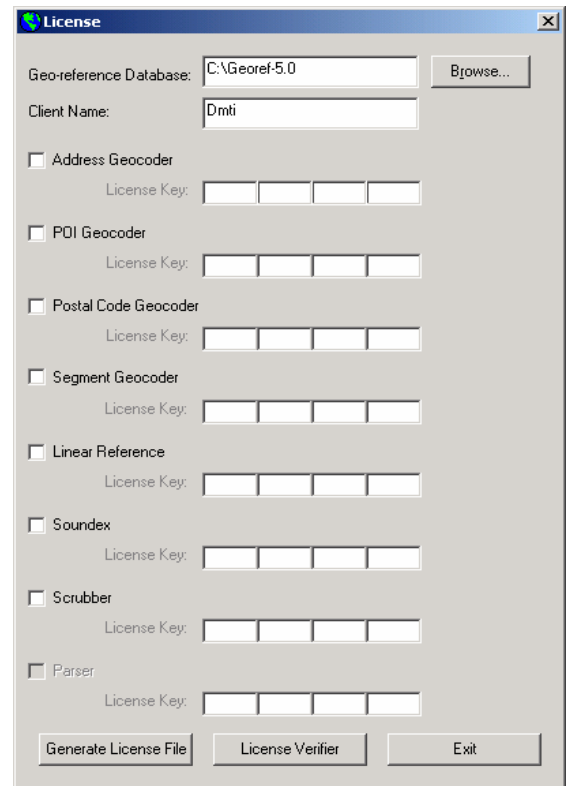 License
Geo-reference Database: C:\Georef-5.0 Browse...
Client Name: Dmti
Address Geocoder
License Key:
POI Geocoder
License Key:
Postal Code Geocoder
License Key:
Segment Geocoder
License Key:
Linear Reference
License Key:
Soundex
License Key:
Scrubber
License Key:
Parser
License Key:
Generate License File License Verifier Exit